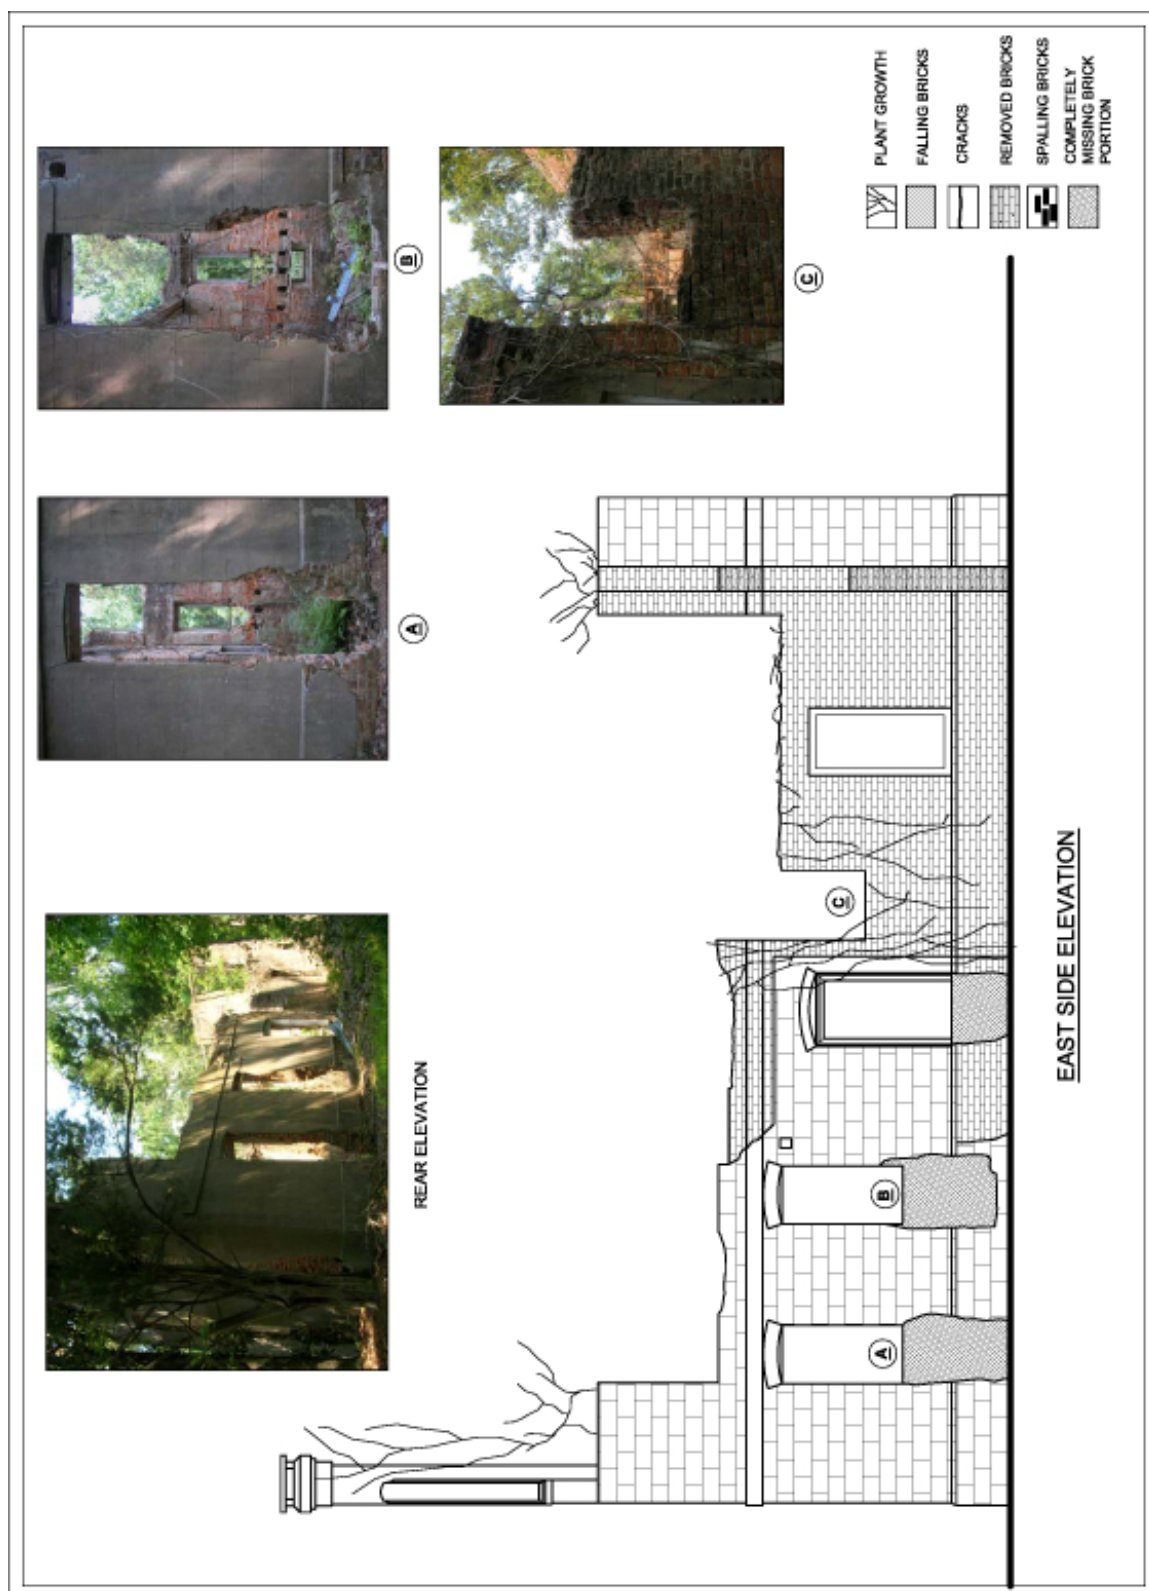 REAR ELEVATION
A
B
C
PLANT GROWTH
FALLING BRICKS
CRACKS
REMOVED BRICKS
SPALLING BRICKS
COMPLETELY
MISSING BRICK
PORTION
A
B
C
EAST SIDE ELEVATION